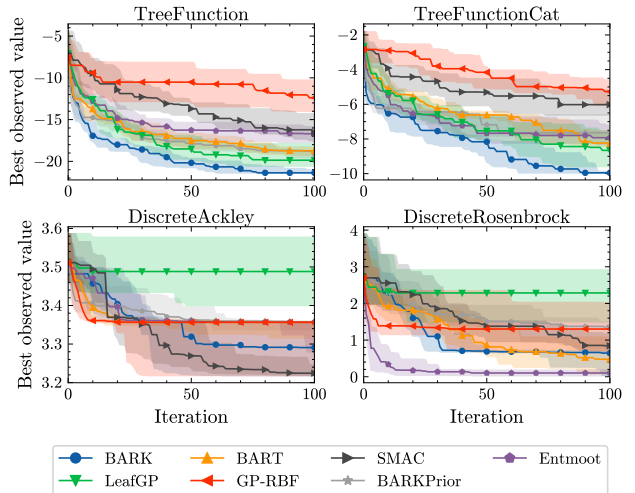 TreeFunction
TreeFunctionCat
Best observed value
−5
−10
−15
−20
0
50
100
−2
−4
−6
−8
−10
0
50
100
DiscreteAckley
DiscreteRosenbrock
Best observed value
3.6
3.4
3.3
3.2
0
50
100
4
3
2
1
0
0
50
100
Iteration
Iteration
BARK
BART
SMAC
Entmoot
LeafGP
GP-RBF
BARKPrior